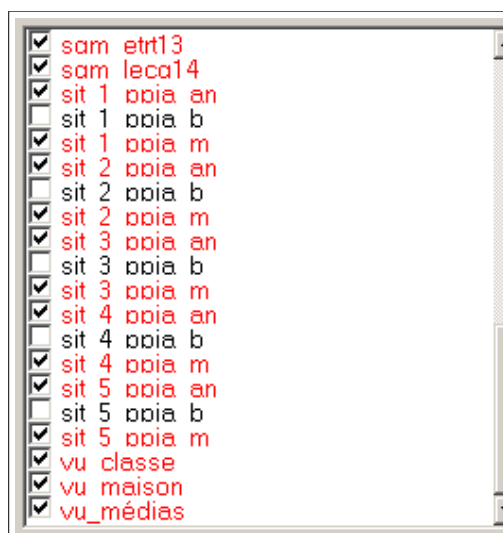 sam etrt13
sam leca14
sit 1 ppia an
sit 1 ppia b
sit 1 ppia m
sit 2 ppia an
sit 2 ppia b
sit 2 ppia m
sit 3 ppia an
sit 3 ppia b
sit 3 ppia m
sit 4 ppia an
sit 4 ppia b
sit 4 ppia m
sit 5 ppia an
sit 5 ppia b
sit 5 ppia m
vu classe
vu maison
vu_médias